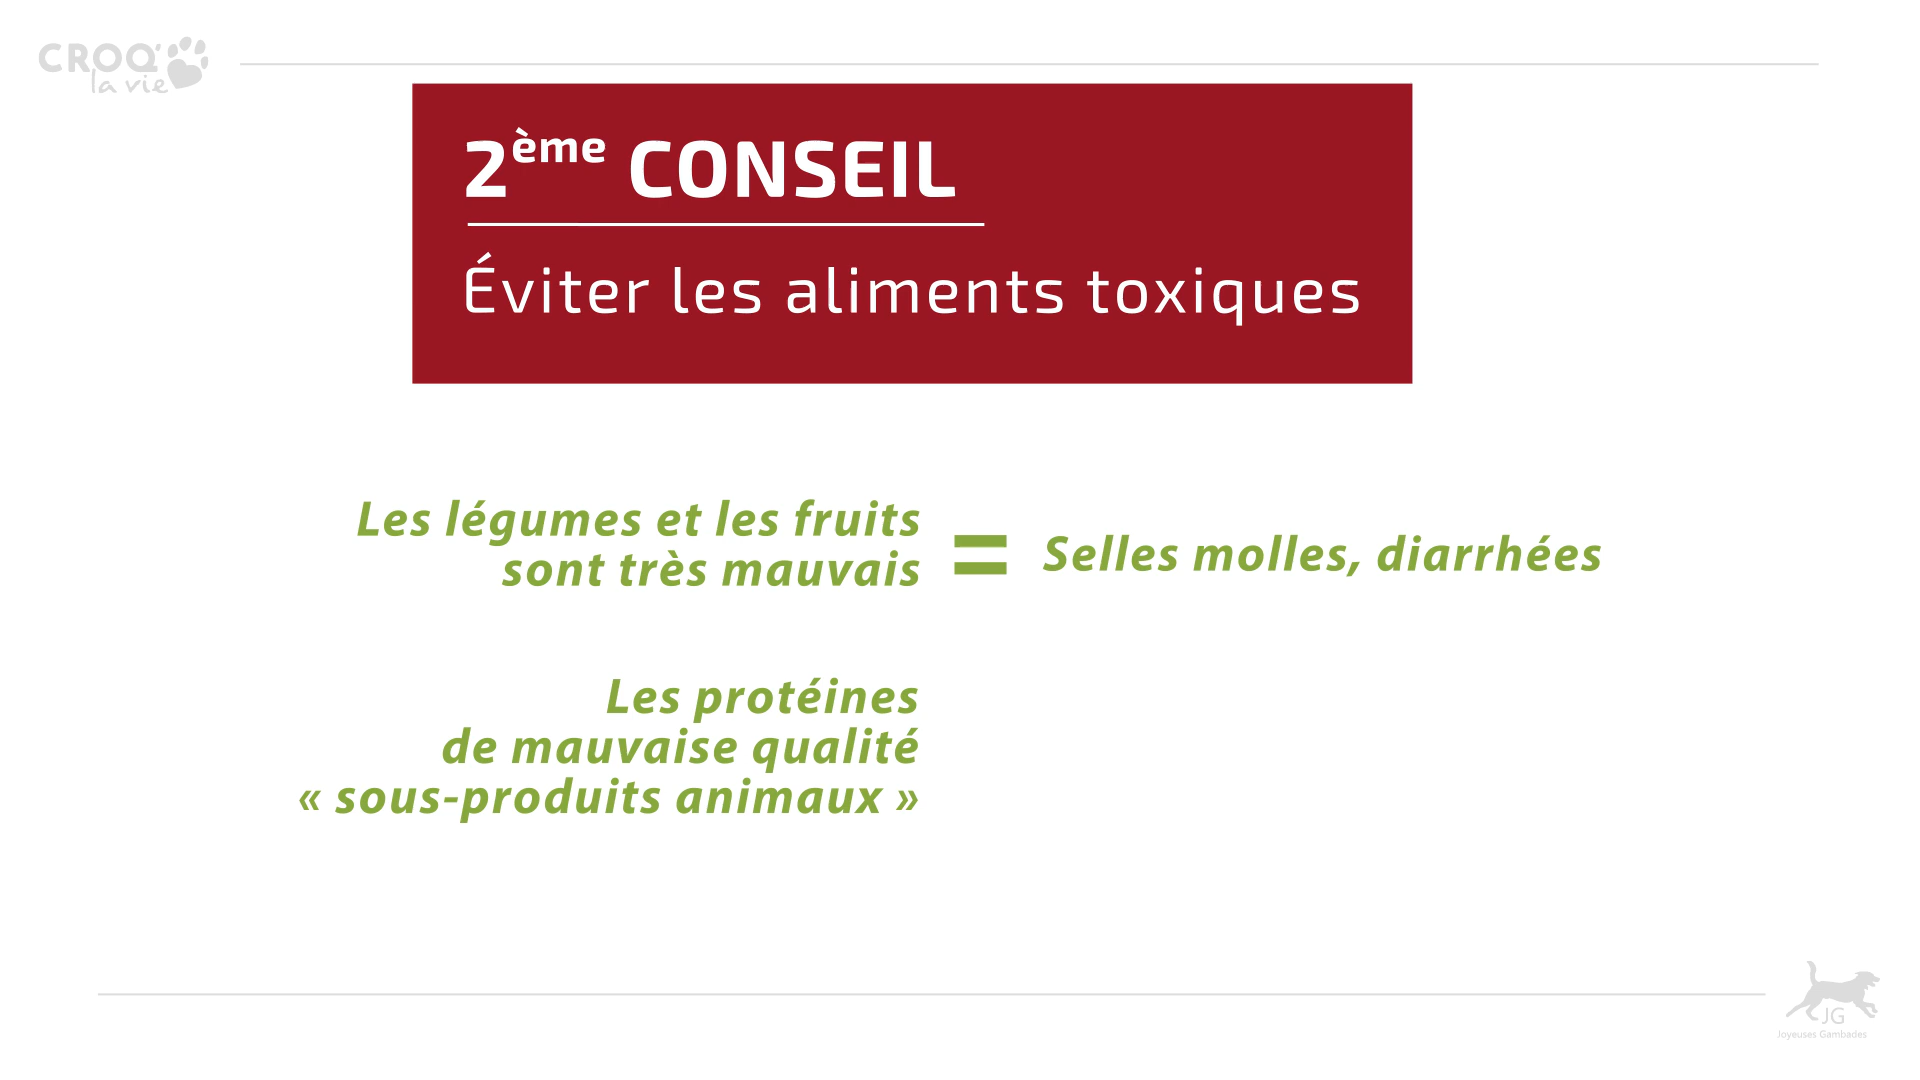 CROQ'
la vie
2ème CONSEIL
Éviter les aliments toxiques
Les légumes et les fruits
sont très mauvais
=
Selles molles, diarrhées
Les protéines
de mauvaise qualité
« sous-produits animaux »
JG
Joyeuses Gambades